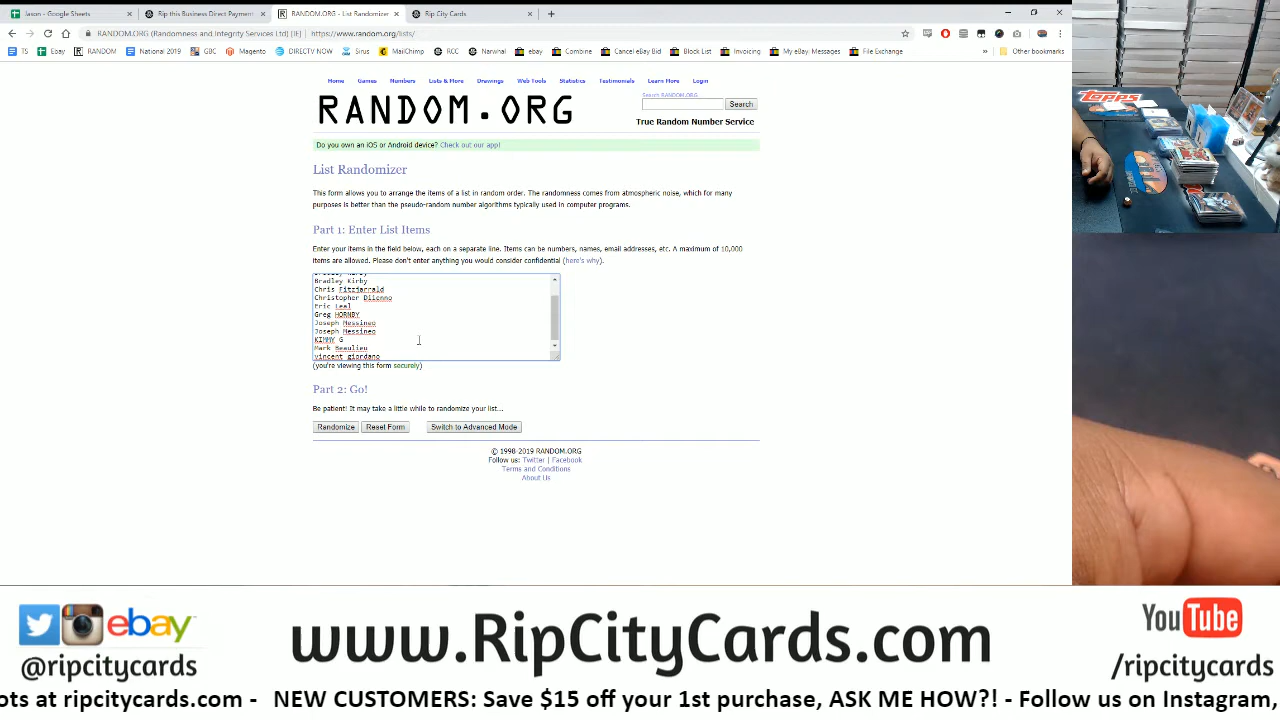 Jason - Google Sheets
Rip this Business Direct Payment
RANDOM.ORG - List Randomizer
Rip City Cards
RANDOM.ORG (Randomness and Integrity Services Ltd) [IE] | https://www.random.org/lists/
TS Ebay RANDOM National 2019 GBC Magento DIRECTV NOW Sirus MailChimp RCC Narwhal ebay Combine Cancel eBay Bid Block List Invoicing My eBay: Messages File Exchange » Other bookmarks
Home Games Numbers Lists & More Drawings Web Tools Statistics Testimonials Learn More Login
RANDOM.ORG
Search RANDOM.ORG
Search
True Random Number Service
Do you own an iOS or Android device? Check out our app!
List Randomizer
This form allows you to arrange the items of a list in random order. The randomness comes from atmospheric noise, which for many
purposes is better than the pseudo-random number algorithms typically used in computer programs.
Part 1: Enter List Items
Enter your items in the field below, each on a separate line. Items can be numbers, names, email addresses, etc. A maximum of 10,000
items are allowed. Please don't enter anything you would consider confidential (here's why).
Bradley Kirby
Chris Fitzjarrald
Christopher Diienno
Eric Leal
Greg HORNBY
Joseph Messineo
Joseph Messineo
KIMMY G
Mark Beaulieu
vincent giordano
(you're viewing this form securely)
Part 2: Go!
Be patient! It may take a little while to randomize your list...
Randomize Reset Form Switch to Advanced Mode
© 1998-2019 RANDOM.ORG
Follow us: Twitter | Facebook
Terms and Conditions
About Us
topps
ebay
@ripcitycards
www.RipCityCards.com
YouTube
/ripcitycards
ots at ripcitycards.com - NEW CUSTOMERS: Save $15 off your 1st purchase, ASK ME HOW?! - Follow us on Instagram,